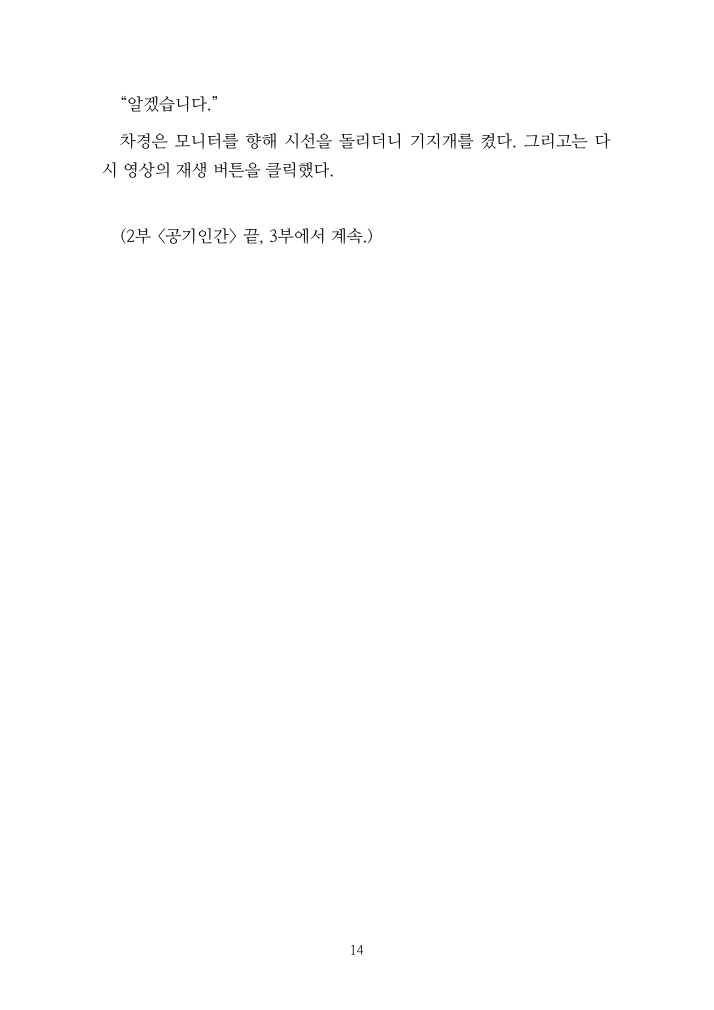 “알겠습니다.”
차경은 모니터를 향해 시선을 돌리더니 기지개를 켰다. 그리고는 다
시 영상의 재생 버튼을 클릭했다.
(2부 〈공기인간〉 끝, 3부에서 계속.)
14